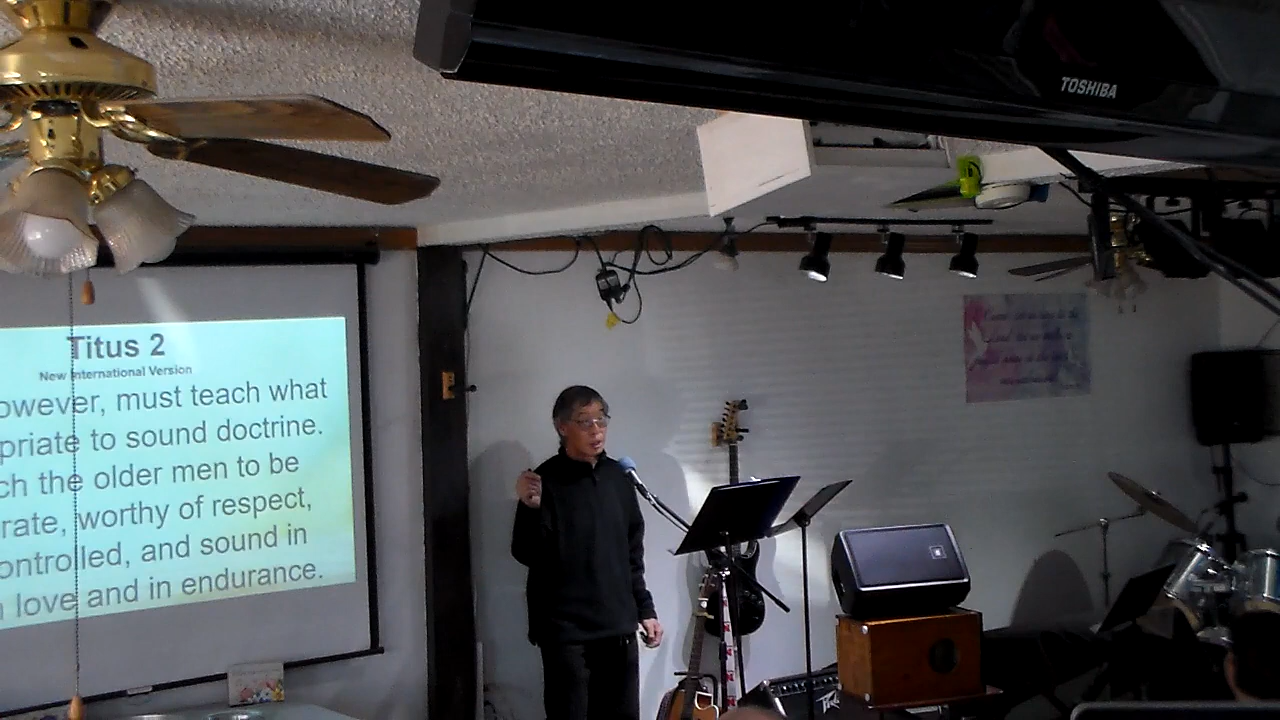 TOSHIBA
Titus 2
New International Version
owever, must teach what
priate to sound doctrine.
ch the older men to be
rate, worthy of respect,
ontrolled, and sound in
love and in endurance.
JBL